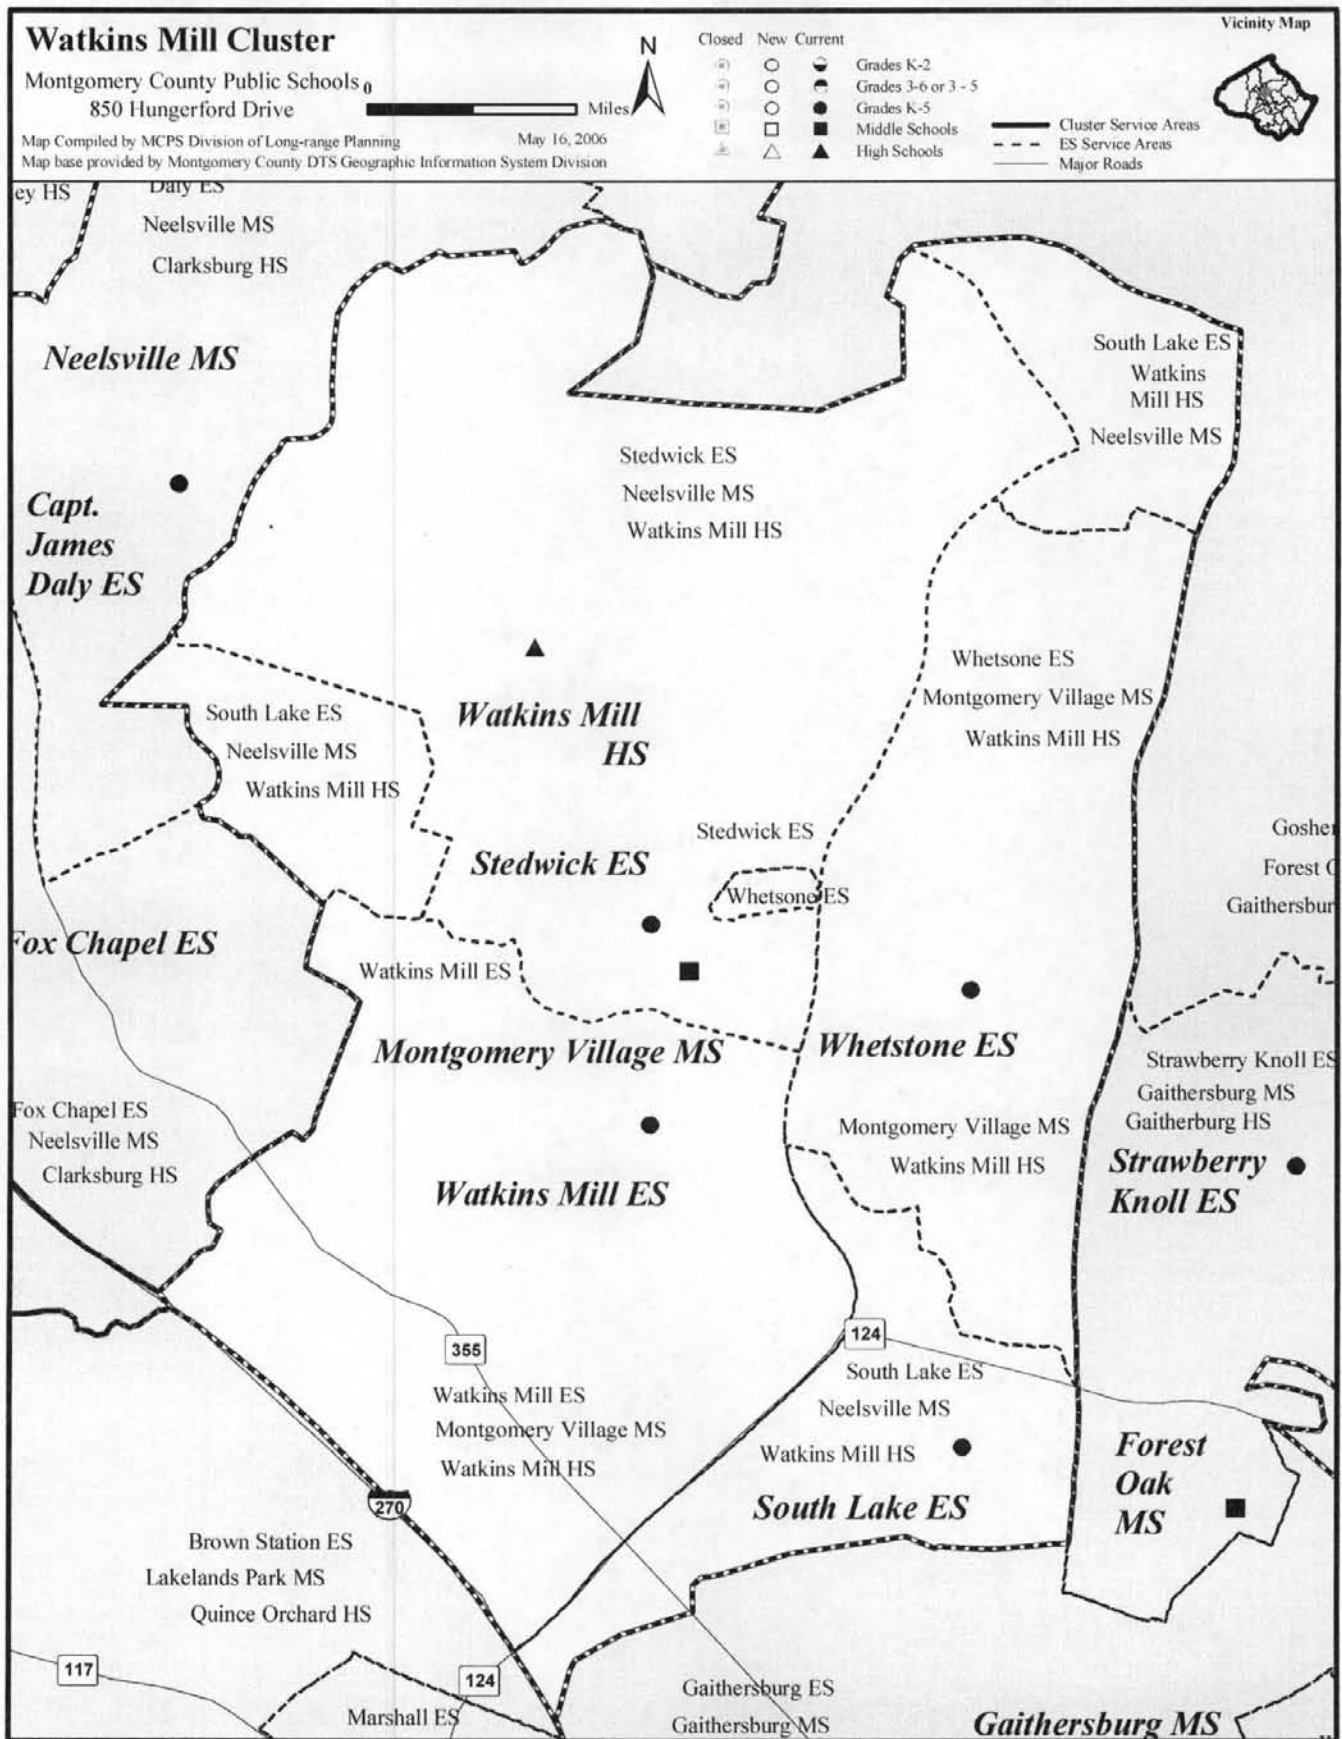 Watkins Mill Cluster
Montgomery County Public Schools
850 Hungerford Drive
0
Miles
Map Compiled by MCPS Division of Long-range Planning
May 16, 2006
Map base provided by Montgomery County DTS Geographic Information System Division
N
Closed New Current
Grades K-2
Grades 3-6 or 3 - 5
Grades K-5
Middle Schools
High Schools
Cluster Service Areas
ES Service Areas
Major Roads
Vicinity Map
ey HS
Daly ES
Neelsville MS
Clarksburg HS
Neelsville MS
South Lake ES
Watkins
Mill HS
Neelsville MS
Stedwick ES
Neelsville MS
Watkins Mill HS
Capt.
James
Daly ES
Whetsone ES
Montgomery Village MS
Watkins Mill HS
South Lake ES
Neelsville MS
Watkins Mill HS
Watkins Mill
HS
Stedwick ES
Stedwick ES
Whetsone ES
Goshen
Forest O
Gaithersbur
Fox Chapel ES
Watkins Mill ES
Montgomery Village MS
Whetstone ES
Strawberry Knoll ES
Gaithersburg MS
Gaitherburg HS
Fox Chapel ES
Neelsville MS
Clarksburg HS
Montgomery Village MS
Watkins Mill HS
Strawberry
Knoll ES
Watkins Mill ES
124
355
South Lake ES
Neelsville MS
Watkins Mill HS
Watkins Mill ES
Montgomery Village MS
Watkins Mill HS
Forest
Oak
MS
South Lake ES
270
Brown Station ES
Lakelands Park MS
Quince Orchard HS
117
124
Marshall ES
Gaithersburg ES
Gaithersburg MS
Gaithersburg MS